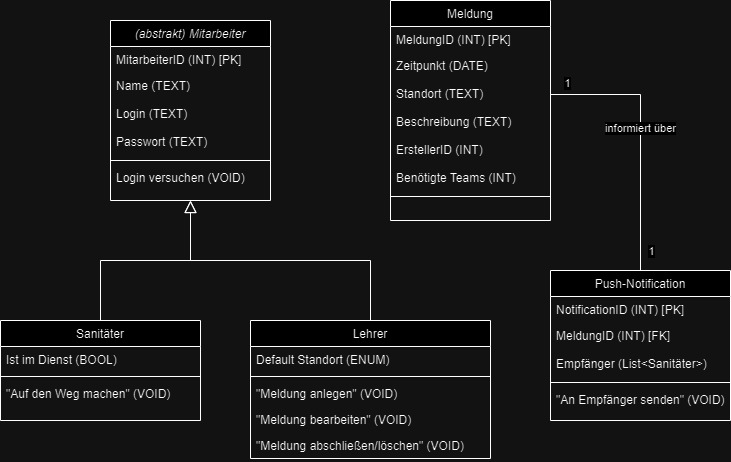 (abstrakt) Mitarbeiter
MitarbeiterID (INT) [PK]
Name (TEXT)
Login (TEXT)
Passwort (TEXT)
Login versuchen (VOID)
Meldung
MeldungID (INT) [PK]
Zeitpunkt (DATE)
Standort (TEXT)
Beschreibung (TEXT)
ErstellerID (INT)
Benötigte Teams (INT)
1
informiert über
1
Sanitäter
Ist im Dienst (BOOL)
"Auf den Weg machen" (VOID)
Lehrer
Default Standort (ENUM)
"Meldung anlegen" (VOID)
"Meldung bearbeiten" (VOID)
"Meldung abschließen/löschen" (VOID)
Push-Notification
NotificationID (INT) [PK]
MeldungID (INT) [FK]
Empfänger (List<Sanitäter>)
"An Empfänger senden" (VOID)